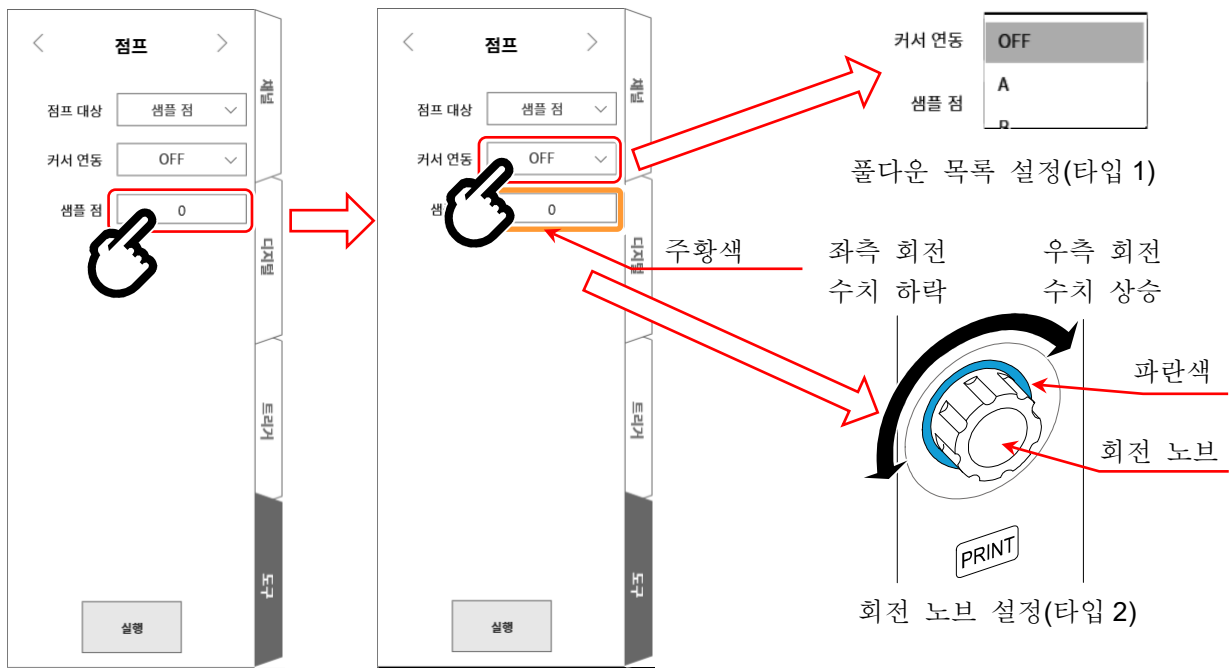 점프
점프 대상
샘플 점
커서 연동
OFF
샘플 점
0
실행
채널
디지털
트리거
도구
점프
점프 대상
샘플 점
커서 연동
OFF
샘
0
실행
채널
디지털
트리거
도구
주황색
커서 연동
OFF
샘플 점
A
B
풀다운 목록 설정(타입 1)
좌측 회전
수치 하락
우측 회전
수치 상승
파란색
회전 노브
PRINT
회전 노브 설정(타입 2)